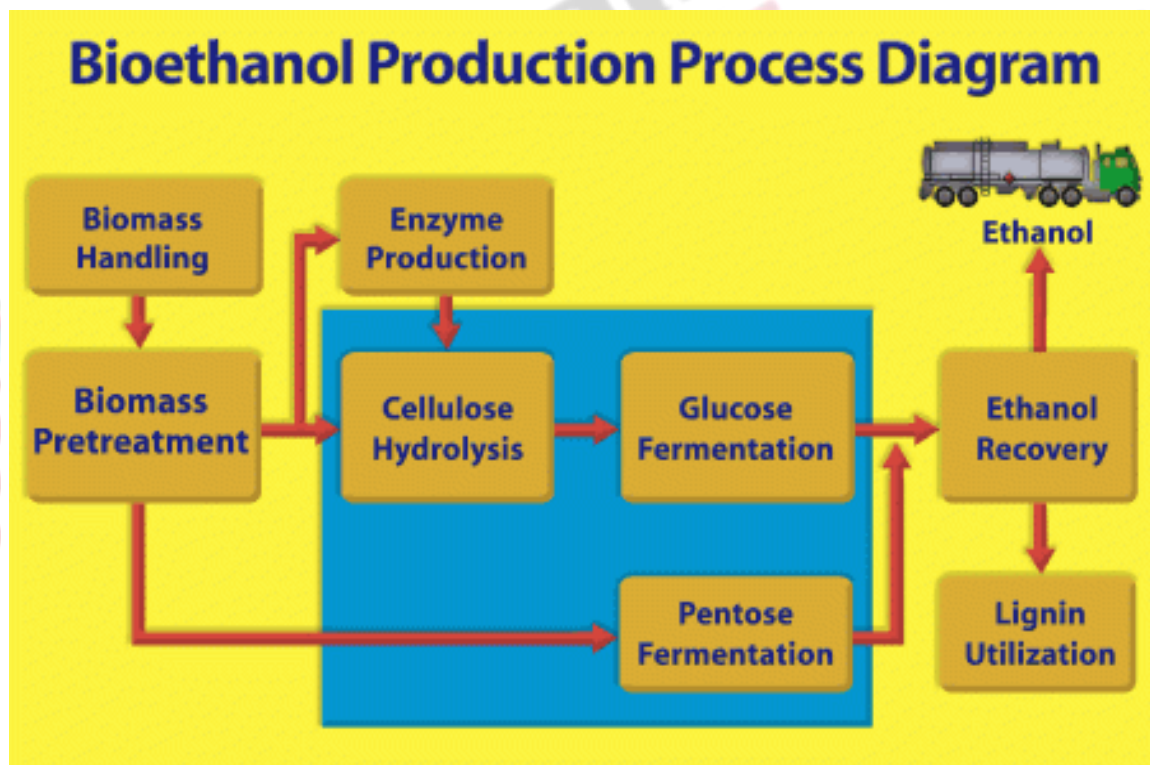 Bioethanol Production Process Diagram
Biomass
Handling
Enzyme
Production
Ethanol
Biomass
Pretreatment
Cellulose
Hydrolysis
Glucose
Fermentation
Ethanol
Recovery
Pentose
Fermentation
Lignin
Utilization